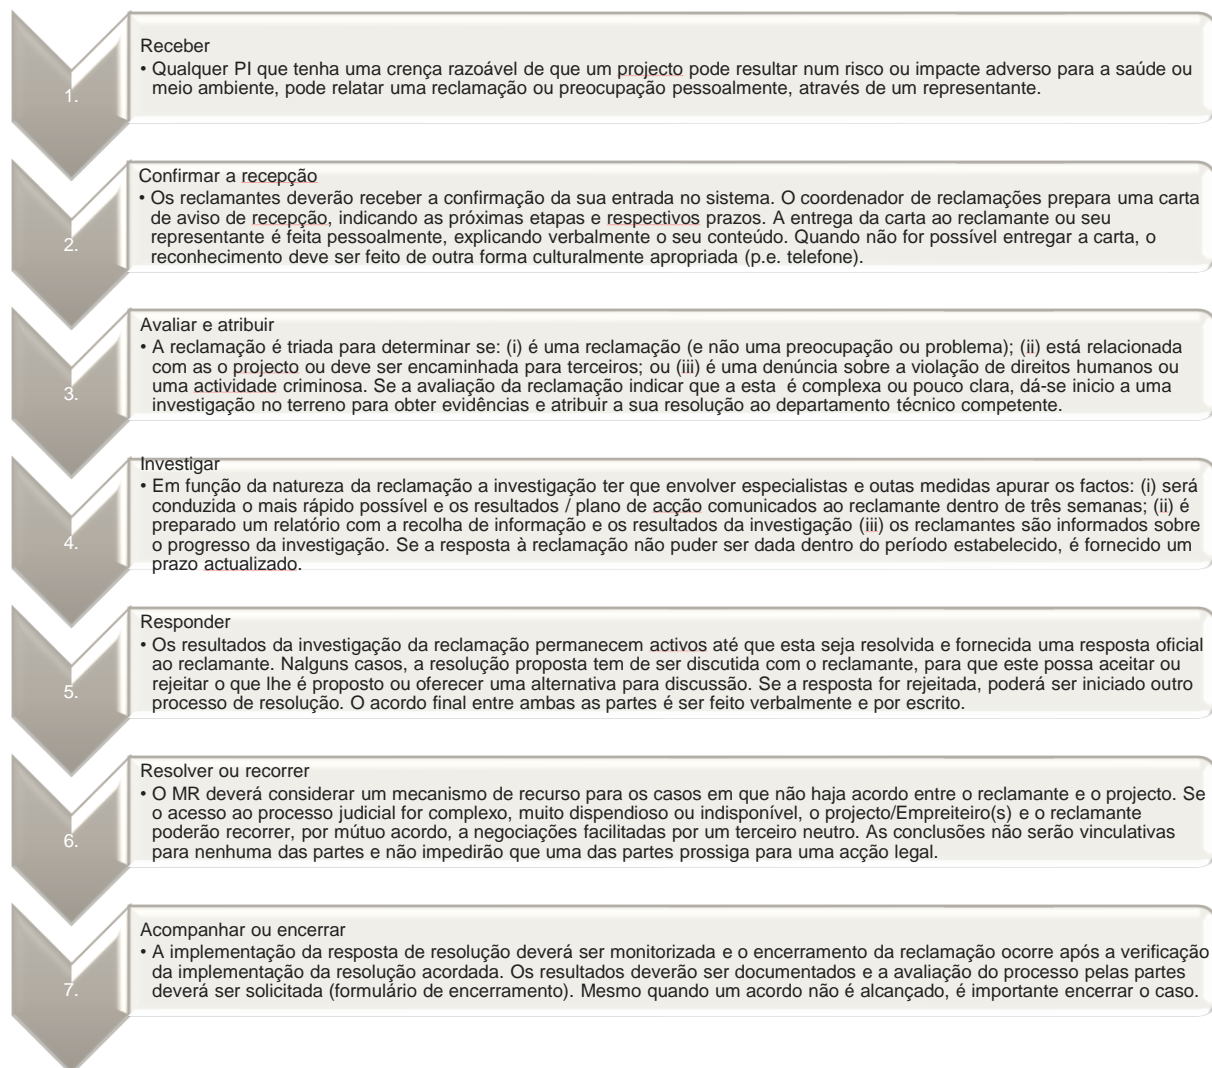 1.
Receber
• Qualquer PI que tenha uma crença razoável de que um projecto pode resultar num risco ou impacte adverso para a saúde ou
meio ambiente, pode relatar uma reclamação ou preocupação pessoalmente, através de um representante.
2.
Confirmar a recepção
• Os reclamantes deverão receber a confirmação da sua entrada no sistema. O coordenador de reclamações prepara uma carta
de aviso de recepção, indicando as próximas etapas e respectivos prazos. A entrega da carta ao reclamante ou seu
representante é feita pessoalmente, explicando verbalmente o seu conteúdo. Quando não for possível entregar a carta, o
reconhecimento deve ser feito de outra forma culturalmente apropriada (p.e. telefone).
3.
Avaliar e atribuir
• A reclamação é triada para determinar se: (i) é uma reclamação (e não uma preocupação ou problema); (ii) está relacionada
com as o projecto ou deve ser encaminhada para terceiros; ou (iii) é uma denúncia sobre a violação de direitos humanos ou
uma actividade criminosa. Se a avaliação da reclamação indicar que a esta é complexa ou pouco clara, dá-se inicio a uma
investigação no terreno para obter evidências e atribuir a sua resolução ao departamento técnico competente.
4.
Investigar
• Em função da natureza da reclamação a investigação ter que envolver especialistas e outas medidas apurar os factos: (i) será
conduzida o mais rápido possível e os resultados / plano de acção comunicados ao reclamante dentro de três semanas; (ii) é
preparado um relatório com a recolha de informação e os resultados da investigação (iii) os reclamantes são informados sobre
o progresso da investigação. Se a resposta à reclamação não puder ser dada dentro do período estabelecido, é fornecido um
prazo actualizado.
5.
Responder
• Os resultados da investigação da reclamação permanecem activos até que esta seja resolvida e fornecida uma resposta oficial
ao reclamante. Nalguns casos, a resolução proposta tem de ser discutida com o reclamante, para que este possa aceitar ou
rejeitar o que lhe é proposto ou oferecer uma alternativa para discussão. Se a resposta for rejeitada, poderá ser iniciado outro
processo de resolução. O acordo final entre ambas as partes é ser feito verbalmente e por escrito.
6.
Resolver ou recorrer
• O MR deverá considerar um mecanismo de recurso para os casos em que não haja acordo entre o reclamante e o projecto. Se
o acesso ao processo judicial for complexo, muito dispendioso ou indisponível, o projecto/Empreiteiro(s) e o reclamante
poderão recorrer, por mútuo acordo, a negociações facilitadas por um terceiro neutro. As conclusões não serão vinculativas
para nenhuma das partes e não impedirão que uma das partes prossiga para uma acção legal.
7.
Acompanhar ou encerrar
• A implementação da resposta de resolução deverá ser monitorizada e o encerramento da reclamação ocorre após a verificação
da implementação da resolução acordada. Os resultados deverão ser documentados e a avaliação do processo pelas partes
deverá ser solicitada (formulário de encerramento). Mesmo quando um acordo não é alcançado, é importante encerrar o caso.